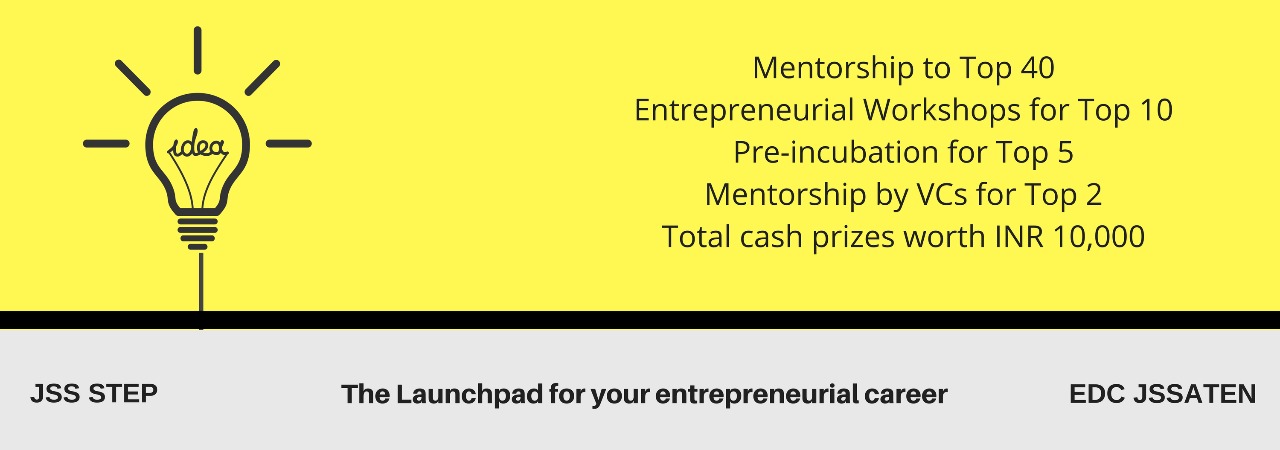 idea
Mentorship to Top 40
Entrepreneurial Workshops for Top 10
Pre-incubation for Top 5
Mentorship by VCs for Top 2
Total cash prizes worth INR 10,000
JSS STEP
The Launchpad for your entrepreneurial career
EDC JSSATEN